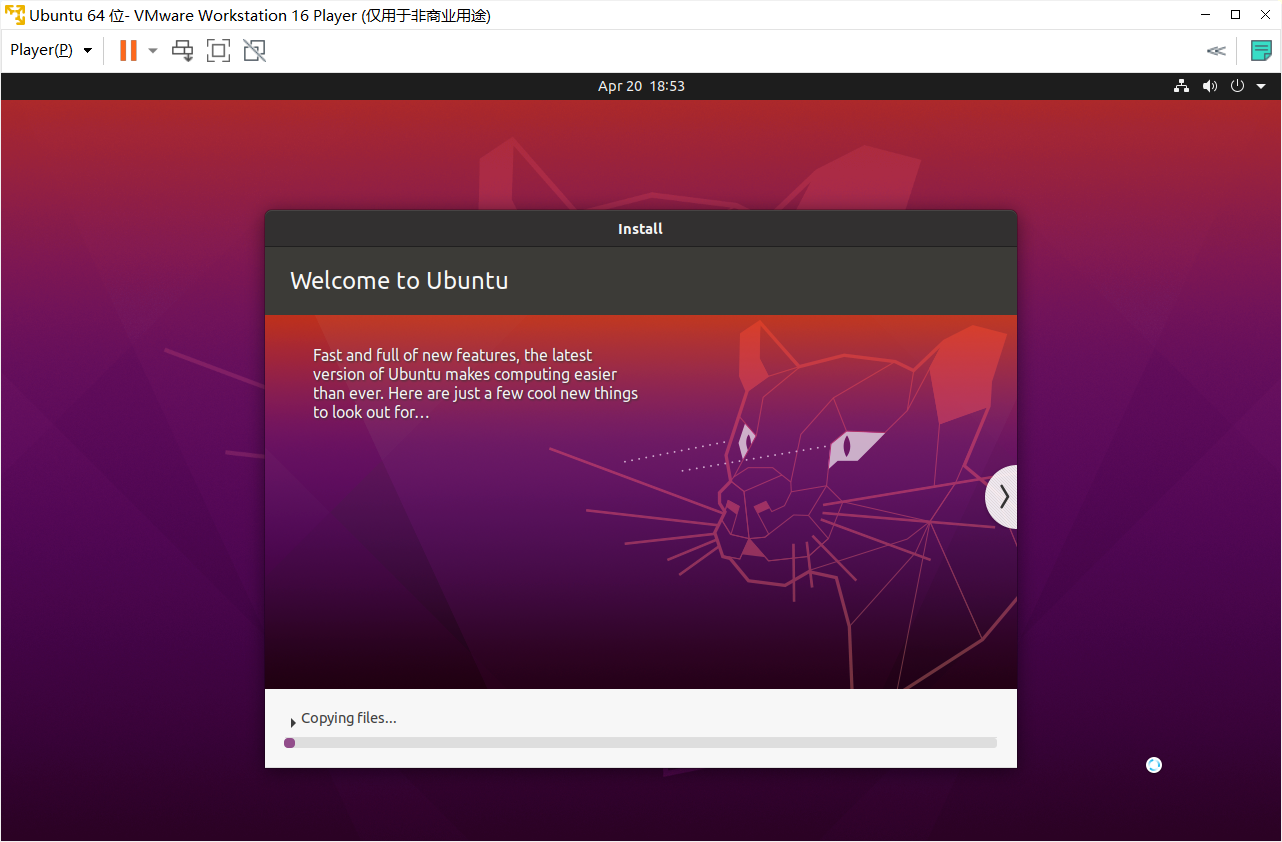 Ubuntu 64 位- VMware Workstation 16 Player (仅用于非商业用途)
Player(P)
Apr 20 18:53
Install
Welcome to Ubuntu
Fast and full of new features, the latest
version of Ubuntu makes computing easier
than ever. Here are just a few cool new things
to look out for…
Copying files...